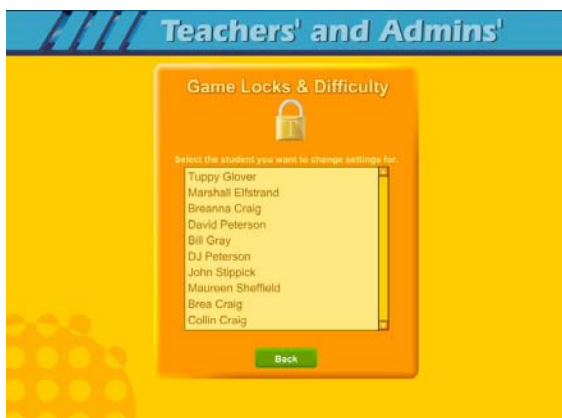 Teachers' and Admins'
Game Locks & Difficulty
T
Select the student you want to change settings for.
Tuppy Glover
Marshall Elfstrand
Breanna Craig
David Peterson
Bill Gray
DJ Peterson
John Stippick
Maureen Sheffield
Brea Craig
Collin Craig
Back